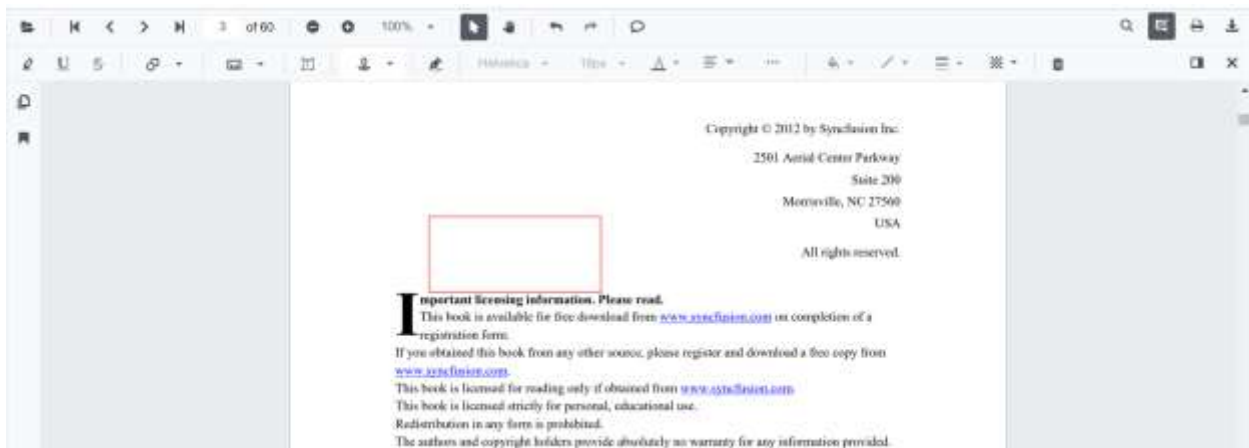 3 of 60 100%
Helvetica 10px
Copyright © 2012 by Syncfusion Inc.
2501 Aerial Center Parkway
Suite 200
Morrisville, NC 27560
USA
All rights reserved.
Important licensing information. Please read.
This book is available for free download from www.syncfusion.com on completion of a
registration form.
If you obtained this book from any other source, please register and download a free copy from
www.syncfusion.com.
This book is licensed for reading only if obtained from www.syncfusion.com.
This book is licensed strictly for personal, educational use.
Redistribution in any form is prohibited.
The authors and copyright holders provide absolutely no warranty for any information provided.